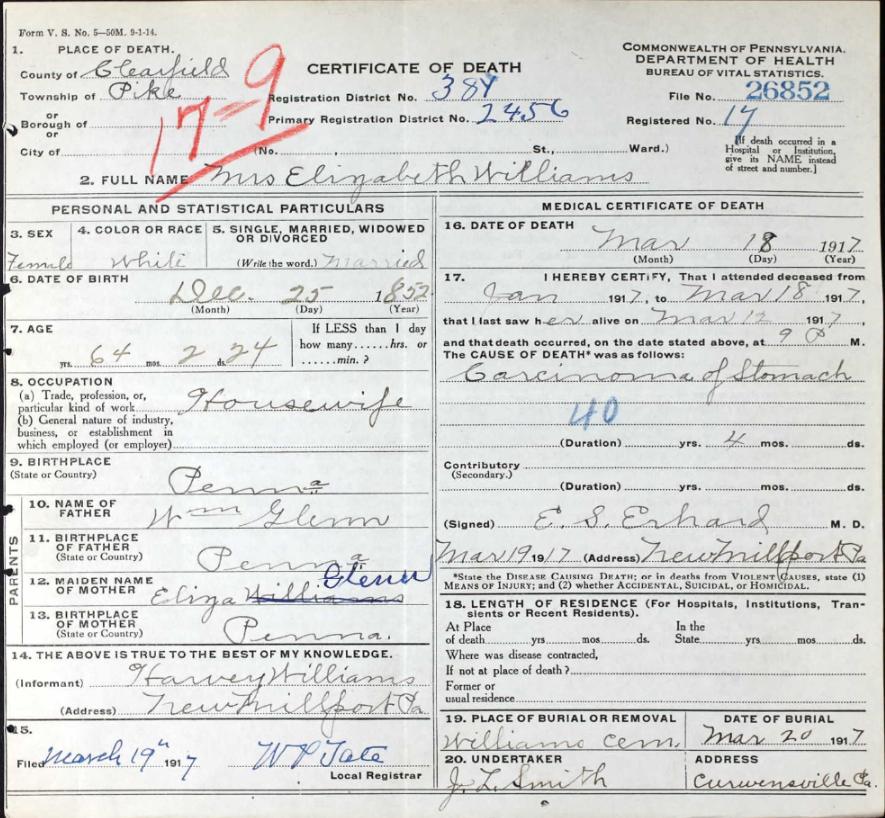 Form V. S. No. 5—50M. 9-1-14.
1. PLACE OF DEATH.
County of Clearfield
Township of Pike
or
Borough of
or
City of
17-9
CERTIFICATE OF DEATH
Registration District No. 384
Primary Registration District No. 2456
(No. , St., Ward.)
COMMONWEALTH OF PENNSYLVANIA.
DEPARTMENT OF HEALTH
BUREAU OF VITAL STATISTICS.
File No. 26852
Registered No. 17
[If death occurred in a
Hospital or Institution,
give its NAME instead
of street and number.]
2. FULL NAME Mrs Elizabeth Williams
PERSONAL AND STATISTICAL PARTICULARS
3. SEX
Female
4. COLOR OR RACE
White
5. SINGLE, MARRIED, WIDOWED
OR DIVORCED
(Write the word.) Married
6. DATE OF BIRTH
Dec. 25 1852
(Month) (Day) (Year)
7. AGE
64 yrs. 2 mos. 24 ds.
If LESS than 1 day
how many......hrs. or
......min.?
8. OCCUPATION
(a) Trade, profession, or,
particular kind of work Housewife
(b) General nature of industry,
business, or establishment in
which employed (or employer)
9. BIRTHPLACE
(State or Country)
Penna
PARENTS
10. NAME OF
FATHER
Wm Glenn
11. BIRTHPLACE
OF FATHER
(State or Country)
Penna
12. MAIDEN NAME
OF MOTHER
Eliza Williams Glenn
13. BIRTHPLACE
OF MOTHER
(State or Country)
Penna.
14. THE ABOVE IS TRUE TO THE BEST OF MY KNOWLEDGE.
(Informant) Harvey Williams
(Address) New Millport Pa
15.
Filed March 19th 1917 W P Tate
Local Registrar
MEDICAL CERTIFICATE OF DEATH
16. DATE OF DEATH
Mar 18 1917
(Month) (Day) (Year)
17. I HEREBY CERTIFY, That I attended deceased from
Jan 1917, to Mar 18 1917,
that I last saw her alive on Mar 12 1917,
and that death occurred, on the date stated above, at 9 P M.
The CAUSE OF DEATH* was as follows:
Carcinoma of Stomach
40
(Duration) yrs. 4 mos. ds.
Contributory
(Secondary.)
(Duration) yrs. mos. ds.
(Signed) E. S. Erhard M. D.
Mar 19 1917 (Address) New Millport Pa
*State the DISEASE CAUSING DEATH; or in deaths from VIOLENT CAUSES, state (1)
MEANS OF INJURY; and (2) whether ACCIDENTAL, SUICIDAL, or HOMICIDAL.
18. LENGTH OF RESIDENCE (For Hospitals, Institutions, Tran-
sients or Recent Residents).
At Place In the
of death yrs mos ds. State yrs mos ds.
Where was disease contracted,
If not at place of death?
Former or
usual residence
19. PLACE OF BURIAL OR REMOVAL
Williams Cem.
DATE OF BURIAL
Mar 20 1917
20. UNDERTAKER
J. L. Smith
ADDRESS
Curwensville Pa.